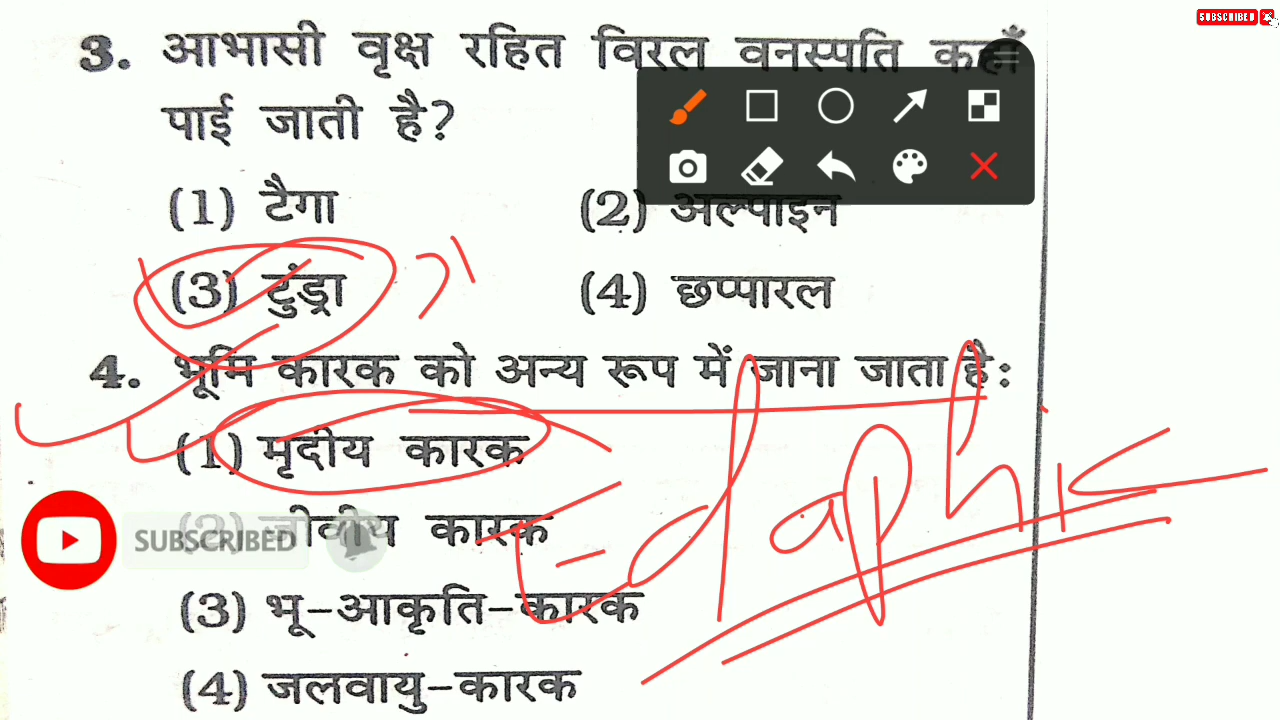 SUBSCRIBED
3. आभासी वृक्ष रहित विरल वनस्पति कहाँ
पाई जाती है?
(1) टैगा (2) अल्पाइन
(3) टुंड्रा (4) छप्पारल
4. भूमि कारक को अन्य रूप में जाना जाता है:
(1) मृदीय कारक
(2) जीवीय कारक
SUBSCRIBED
Edaphic
(3) भू-आकृति-कारक
(4) जलवायु-कारक